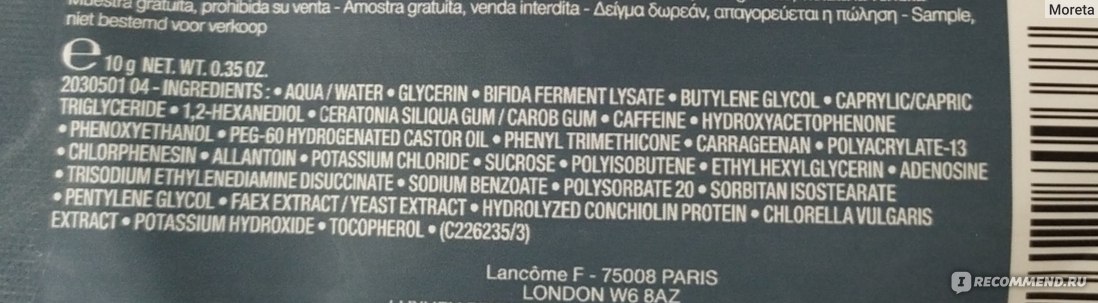 Moreta
Muestra gratuita, prohibida su venta - Amostra gratuita, venda interdita - Δείγμα δωρεάν, απαγορεύεται η πώληση - Sample,
niet bestemd voor verkoop
℮ 10 g NET. WT. 0.35 OZ.
2030501 04 - INGREDIENTS : • AQUA / WATER • GLYCERIN • BIFIDA FERMENT LYSATE • BUTYLENE GLYCOL • CAPRYLIC/CAPRIC
TRIGLYCERIDE • 1,2-HEXANEDIOL • CERATONIA SILIQUA GUM / CAROB GUM • CAFFEINE • HYDROXYACETOPHENONE
• PHENOXYETHANOL • PEG-60 HYDROGENATED CASTOR OIL • PHENYL TRIMETHICONE • CARRAGEENAN • POLYACRYLATE-13
• CHLORPHENESIN • ALLANTOIN • POTASSIUM CHLORIDE • SUCROSE • POLYISOBUTENE • ETHYLHEXYLGLYCERIN • ADENOSINE
• TRISODIUM ETHYLENEDIAMINE DISUCCINATE • SODIUM BENZOATE • POLYSORBATE 20 • SORBITAN ISOSTEARATE
• PENTYLENE GLYCOL • FAEX EXTRACT / YEAST EXTRACT • HYDROLYZED CONCHIOLIN PROTEIN • CHLORELLA VULGARIS
EXTRACT • POTASSIUM HYDROXIDE • TOCOPHEROL • (C226235/3)
Lancôme F - 75008 PARIS
LONDON W6 8AZ
IRECOMMEND.RU